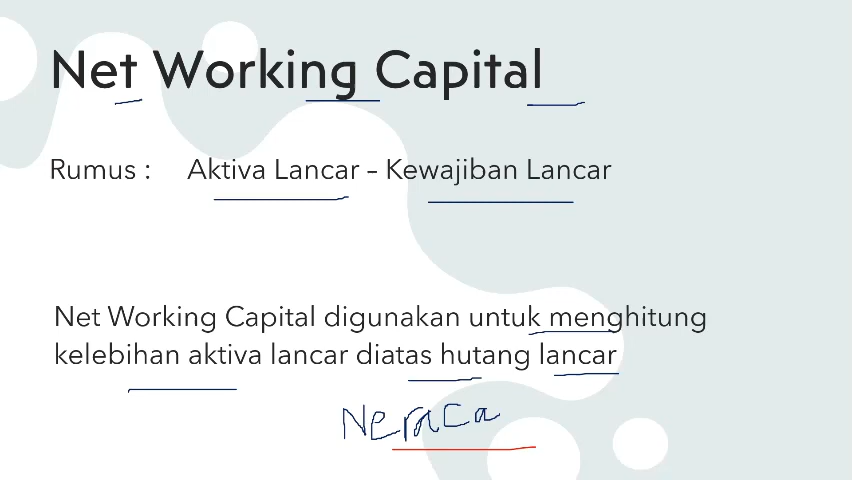 Net Working Capital
Rumus : Aktiva Lancar – Kewajiban Lancar
Net Working Capital digunakan untuk menghitung
kelebihan aktiva lancar diatas hutang lancar
Neraca